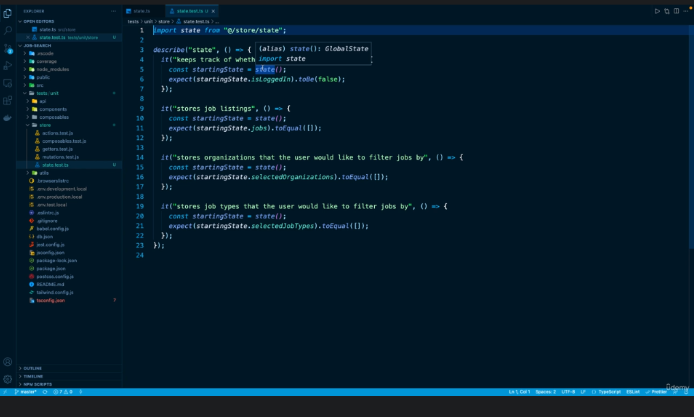 EXPLORER
OPEN EDITORS
state.ts src/store
state.test.ts tests/unit/store U
JOB-SEARCH
.vscode
coverage
node_modules
public
src
tests/unit
api
components
composables
store
actions.test.js
composables.test.js
getters.test.js
mutations.test.js
state.test.ts U
utils
.browserslistrc
.env.development.local
.env.production.local
.env.test.local
.eslintrc.js
.gitignore
babel.config.js
db.json
jest.config.js
jsconfig.json
package-lock.json
package.json
postcss.config.js
README.md
tailwind.config.js
tsconfig.json 7
OUTLINE
TIMELINE
NPM SCRIPTS
state.ts
state.test.ts U
tests > unit > store > state.test.ts > ...
1 import state from "@/store/state";
2
3 describe("state", () => {
(alias) state(): GlobalState
import state
4 it("keeps track of wheth {
5 const startingState = state();
6 expect(startingState.isLoggedIn).toBe(false);
7 });
8
9 it("stores job listings", () => {
10 const startingState = state();
11 expect(startingState.jobs).toEqual([]);
12 });
13
14 it("stores organizations that the user would like to filter jobs by", () => {
15 const startingState = state();
16 expect(startingState.selectedOrganizations).toEqual([]);
17 });
18
19 it("stores job types that the user would like to filter jobs by", () => {
20 const startingState = state();
21 expect(startingState.selectedJobTypes).toEqual([]);
22 });
23 });
24
master* 7 0
Ln 1, Col 1 Spaces: 2 UTF-8 LF TypeScript ESLint Prettier
udemy